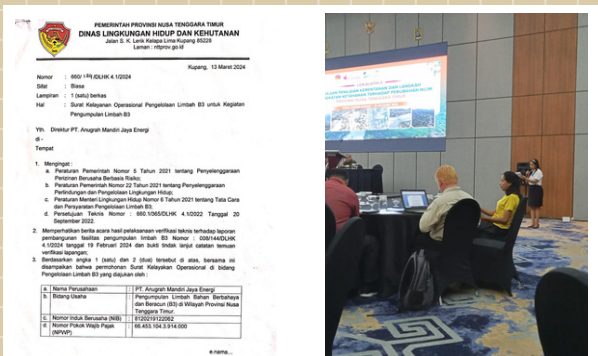 PEMERINTAH PROVINSI NUSA TENGGARA TIMUR
DINAS LINGKUNGAN HIDUP DAN KEHUTANAN
Jalan S. K. Lerik Kelapa Lima Kupang 85228
Laman : nttprov.go.id
Kupang, 13 Maret 2024
Nomor : 660/ /DLHK 4.1/2024
Sifat : Biasa
Lampiran : 1 (satu) berkas
Hal : Surat Kelayanan Operasional Pengelolaan Limbah B3 untuk Kegiatan
Pengumpulan Limbah B3
Yth. Direktur PT. Anugrah Mandiri Jaya Energi
di -
Tempat
1. Mengingat :
a. Peraturan Pemerintah Nomor 5 Tahun 2021 tentang Penyelenggaraan
Perizinan Berusaha Berbasis Risiko;
b. Peraturan Pemerintah Nomor 22 Tahun 2021 tentang Penyelenggaraan
Perlindungan dan Pengelolaan Lingkungan Hidup;
c. Peraturan Menteri Lingkungan Hidup Nomor 6 Tahun 2021 tentang Tata Cara
dan Persyaratan Pengelolaan Limbah B3;
d. Persetujuan Teknis Nomor : 660.1/365/DLHK 4.1/2022 Tanggal 20
September 2022.
2. Memperhatikan berita acara hasil pelaksanaan verifikasi teknis terhadap laporan
pembangunan fasilitas pengumpulan limbah B3 Nomor : 008/144/DLHK
4.1/2024 tanggal 19 Februari 2024 dan bukti tindak lanjut catatan temuan
verifikasi lapangan;
3. Berdasarkan angka 1 (satu) dan 2 (dua) tersebut di atas, bersama ini
disampaikan bahwa permohonan Surat Kelayakan Operasional di bidang
Pengelolaan Limbah B3 yang diajukan oleh :
a. Nama Perusahaan : PT. Anugrah Mandiri Jaya Energi
b. Bidang Usaha : Pengumpulan Limbah Bahan Berbahaya
dan Beracun (B3) di Wilayah Provinsi Nusa
Tenggara Timur.
c. Nomor Induk Berusaha (NIB) : 8120219122062
d. Nomor Pokok Wajib Pajak : 66.453.104.3.914.000
(NPWP)
e.nama...
LOKAKARYA
PROVINSI NUSA TENGGARA TIMUR